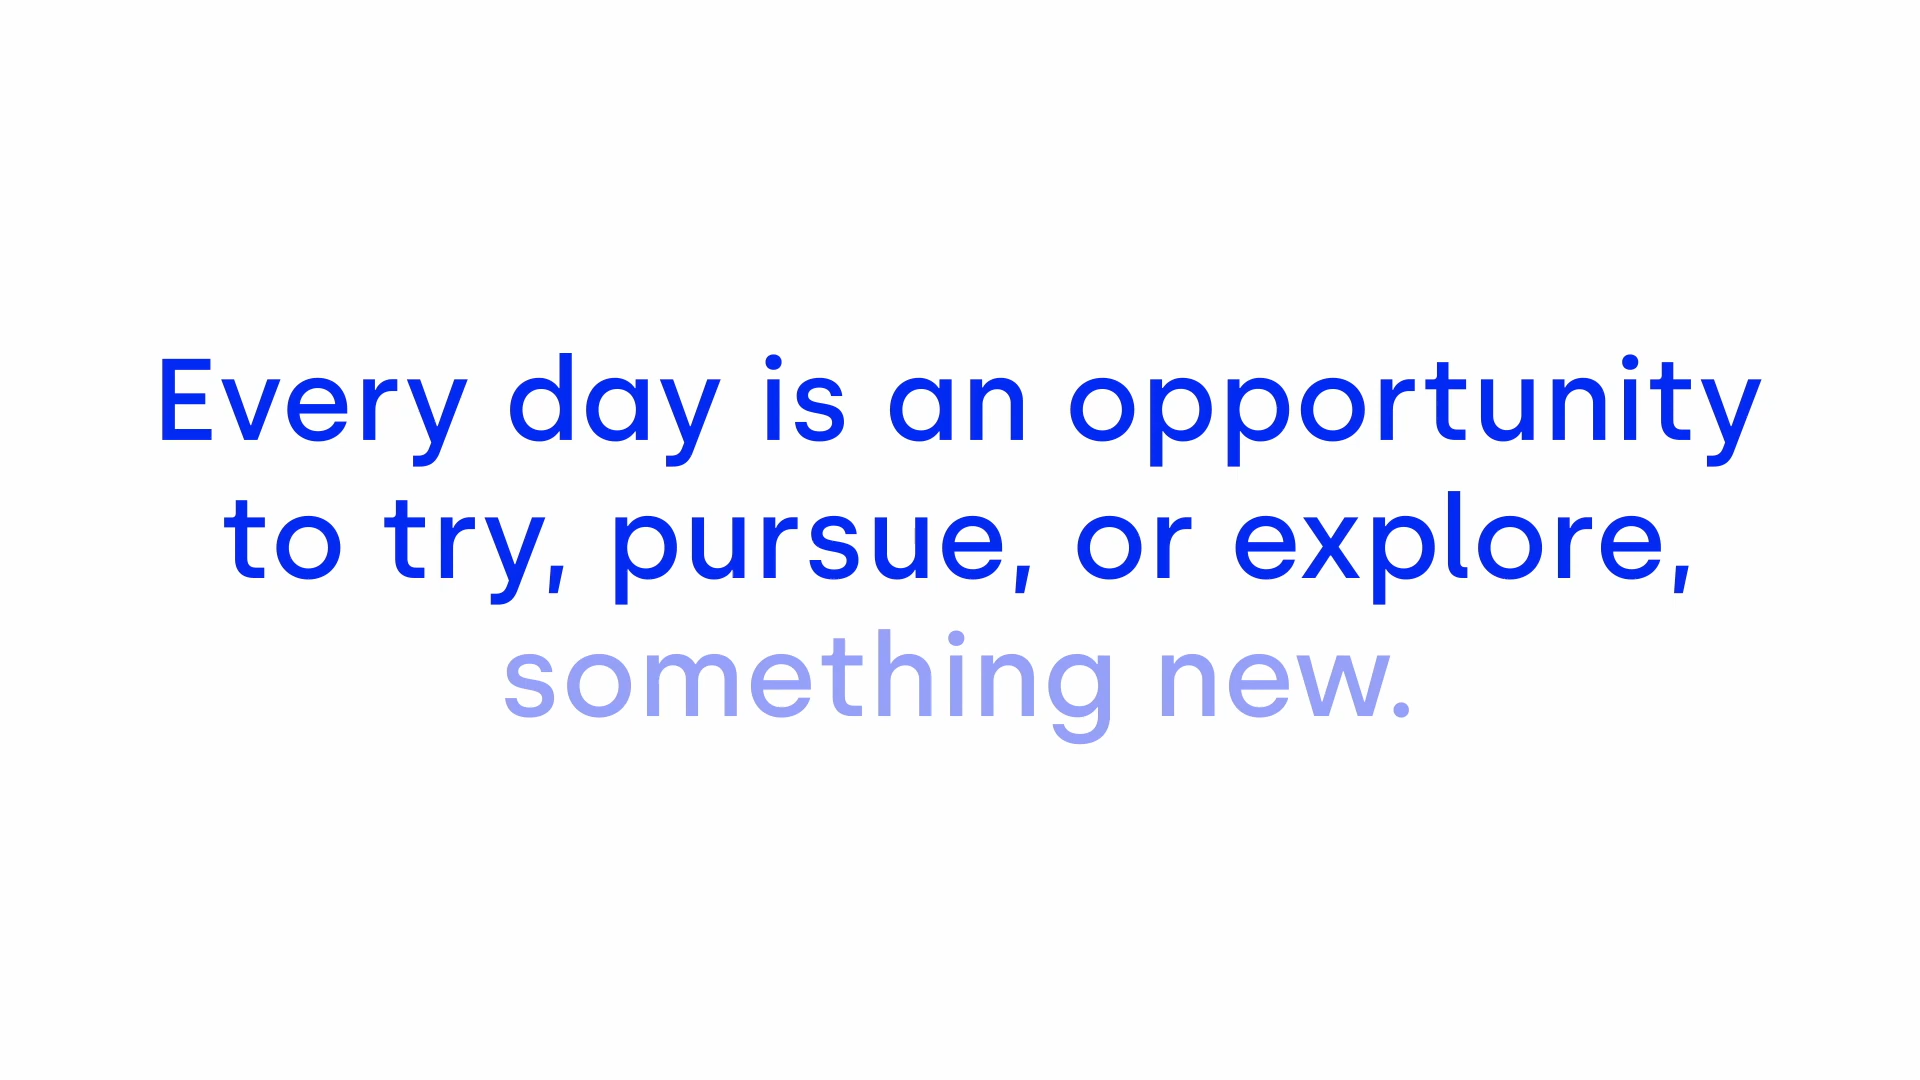 Every day is an opportunity
to try, pursue, or explore,
something new.